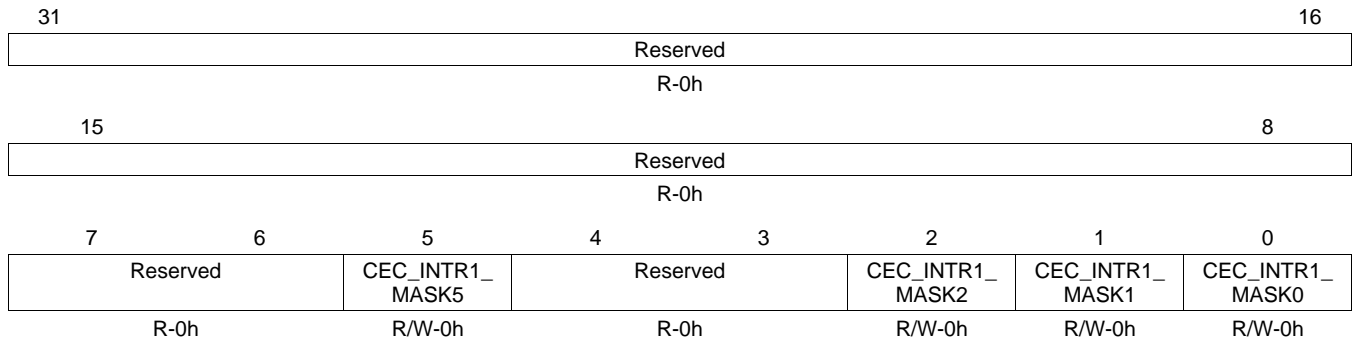 31 16
Reserved
R-0h
15 8
Reserved
R-0h
7 6 5 4 3 2 1 0
Reserved CEC_INTR1_ Reserved CEC_INTR1_ CEC_INTR1_ CEC_INTR1_
MASK5 MASK2 MASK1 MASK0
R-0h R/W-0h R-0h R/W-0h R/W-0h R/W-0h